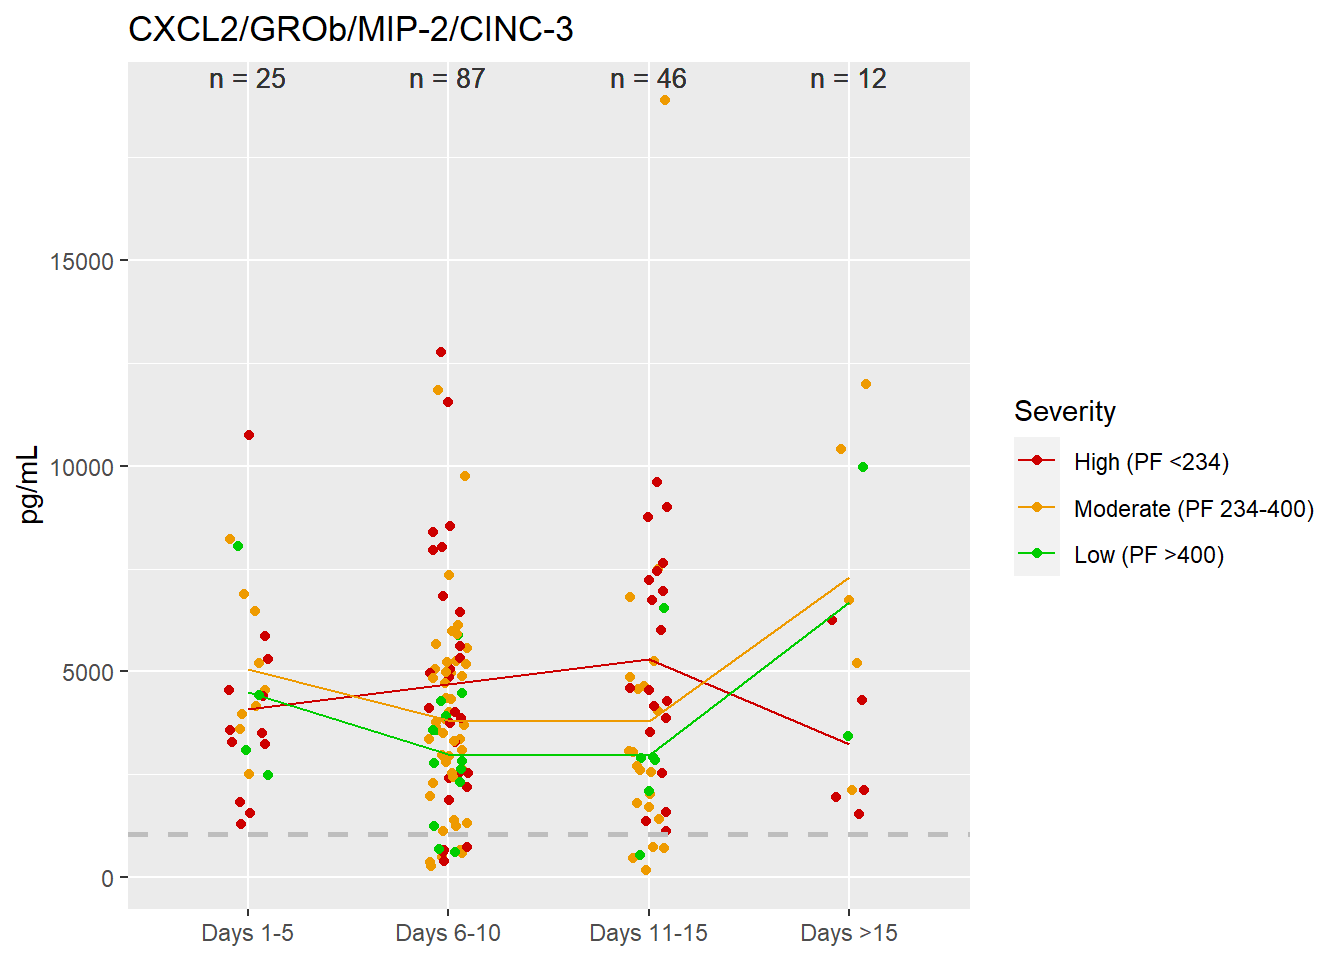 CXCL2/GROb/MIP-2/CINC-3
n = 25
n = 87
n = 46
n = 12
15000
10000
5000
0
pg/mL
Days 1-5
Days 6-10
Days 11-15
Days >15
Severity
High (PF <234)
Moderate (PF 234-400)
Low (PF >400)